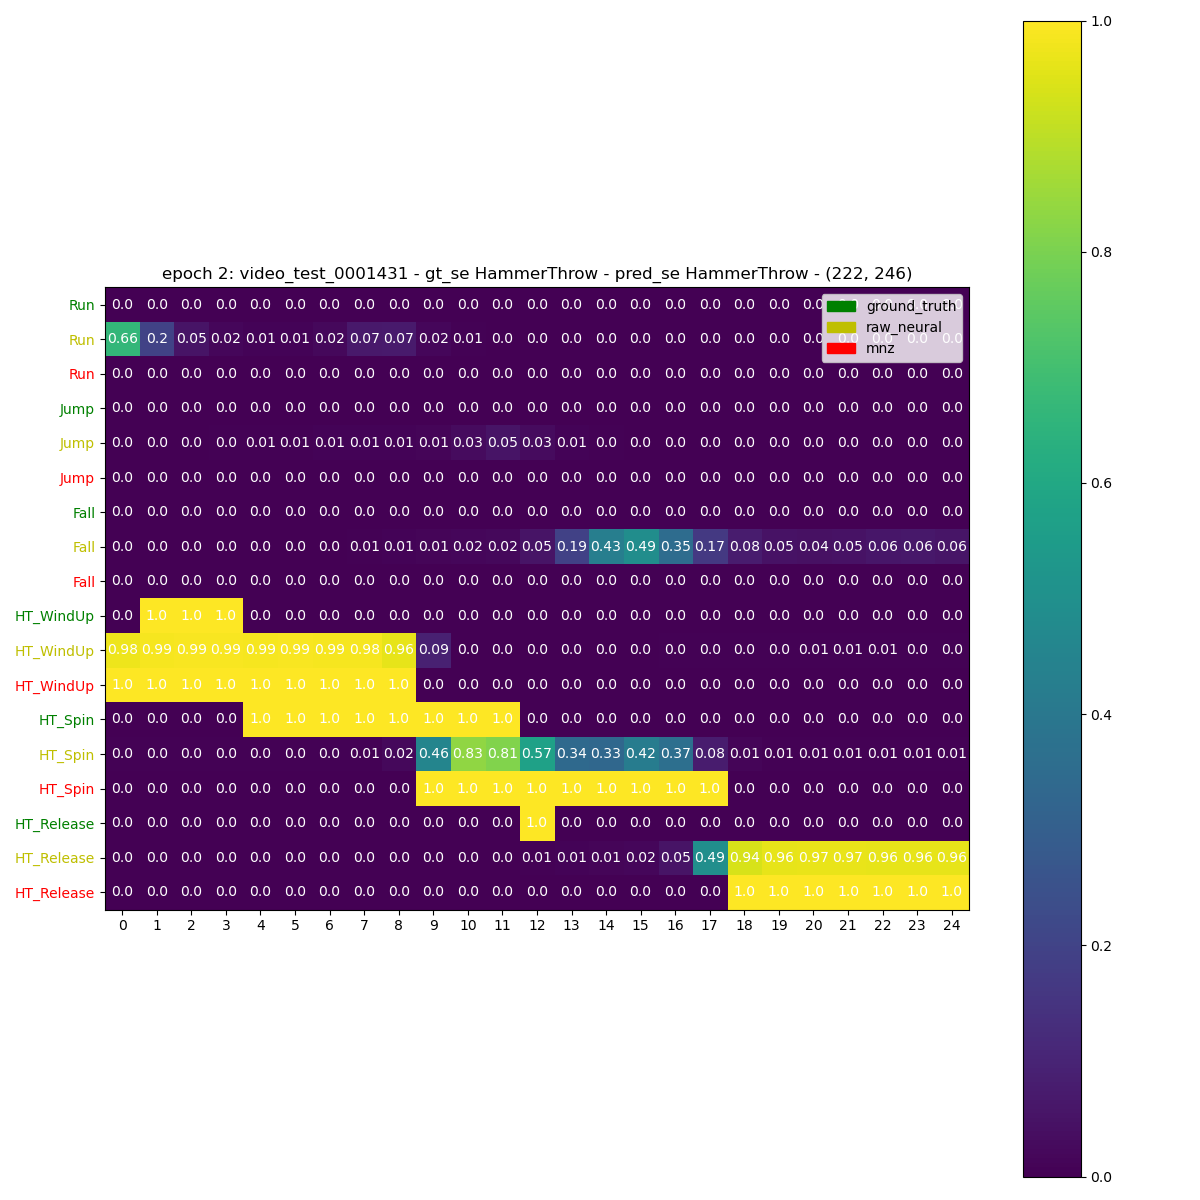 epoch 2: video_test_0001431 - gt_se HammerThrow - pred_se HammerThrow - (222, 246)
ground_truth
raw_neural
mnz
Run 0.0 0.0 0.0 0.0 0.0 0.0 0.0 0.0 0.0 0.0 0.0 0.0 0.0 0.0 0.0 0.0 0.0 0.0 0.0 0.0 0.0 0.0 0.0 0.0 0.0
Run 0.66 0.2 0.05 0.02 0.01 0.01 0.02 0.07 0.07 0.02 0.01 0.0 0.0 0.0 0.0 0.0 0.0 0.0 0.0 0.0 0.0 0.0 0.0 0.0 0.0
Run 0.0 0.0 0.0 0.0 0.0 0.0 0.0 0.0 0.0 0.0 0.0 0.0 0.0 0.0 0.0 0.0 0.0 0.0 0.0 0.0 0.0 0.0 0.0 0.0 0.0
Jump 0.0 0.0 0.0 0.0 0.0 0.0 0.0 0.0 0.0 0.0 0.0 0.0 0.0 0.0 0.0 0.0 0.0 0.0 0.0 0.0 0.0 0.0 0.0 0.0 0.0
Jump 0.0 0.0 0.0 0.0 0.01 0.01 0.01 0.01 0.01 0.01 0.03 0.05 0.03 0.01 0.0 0.0 0.0 0.0 0.0 0.0 0.0 0.0 0.0 0.0 0.0
Jump 0.0 0.0 0.0 0.0 0.0 0.0 0.0 0.0 0.0 0.0 0.0 0.0 0.0 0.0 0.0 0.0 0.0 0.0 0.0 0.0 0.0 0.0 0.0 0.0 0.0
Fall 0.0 0.0 0.0 0.0 0.0 0.0 0.0 0.0 0.0 0.0 0.0 0.0 0.0 0.0 0.0 0.0 0.0 0.0 0.0 0.0 0.0 0.0 0.0 0.0 0.0
Fall 0.0 0.0 0.0 0.0 0.0 0.0 0.0 0.01 0.01 0.01 0.02 0.02 0.05 0.19 0.43 0.49 0.35 0.17 0.08 0.05 0.04 0.05 0.06 0.06 0.06
Fall 0.0 0.0 0.0 0.0 0.0 0.0 0.0 0.0 0.0 0.0 0.0 0.0 0.0 0.0 0.0 0.0 0.0 0.0 0.0 0.0 0.0 0.0 0.0 0.0 0.0
HT_WindUp 0.0 1.0 1.0 1.0 0.0 0.0 0.0 0.0 0.0 0.0 0.0 0.0 0.0 0.0 0.0 0.0 0.0 0.0 0.0 0.0 0.0 0.0 0.0 0.0 0.0
HT_WindUp 0.98 0.99 0.99 0.99 0.99 0.99 0.99 0.98 0.96 0.09 0.0 0.0 0.0 0.0 0.0 0.0 0.0 0.0 0.0 0.0 0.01 0.01 0.01 0.0 0.0
HT_WindUp 1.0 1.0 1.0 1.0 1.0 1.0 1.0 1.0 1.0 0.0 0.0 0.0 0.0 0.0 0.0 0.0 0.0 0.0 0.0 0.0 0.0 0.0 0.0 0.0 0.0
HT_Spin 0.0 0.0 0.0 0.0 1.0 1.0 1.0 1.0 1.0 1.0 1.0 1.0 0.0 0.0 0.0 0.0 0.0 0.0 0.0 0.0 0.0 0.0 0.0 0.0 0.0
HT_Spin 0.0 0.0 0.0 0.0 0.0 0.0 0.0 0.01 0.02 0.46 0.83 0.81 0.57 0.34 0.33 0.42 0.37 0.08 0.01 0.01 0.01 0.01 0.01 0.01 0.01
HT_Spin 0.0 0.0 0.0 0.0 0.0 0.0 0.0 0.0 0.0 1.0 1.0 1.0 1.0 1.0 1.0 1.0 1.0 1.0 0.0 0.0 0.0 0.0 0.0 0.0 0.0
HT_Release 0.0 0.0 0.0 0.0 0.0 0.0 0.0 0.0 0.0 0.0 0.0 0.0 1.0 0.0 0.0 0.0 0.0 0.0 0.0 0.0 0.0 0.0 0.0 0.0 0.0
HT_Release 0.0 0.0 0.0 0.0 0.0 0.0 0.0 0.0 0.0 0.0 0.0 0.0 0.01 0.01 0.01 0.02 0.05 0.49 0.94 0.96 0.97 0.97 0.96 0.96 0.96
HT_Release 0.0 0.0 0.0 0.0 0.0 0.0 0.0 0.0 0.0 0.0 0.0 0.0 0.0 0.0 0.0 0.0 0.0 0.0 1.0 1.0 1.0 1.0 1.0 1.0 1.0
0 1 2 3 4 5 6 7 8 9 10 11 12 13 14 15 16 17 18 19 20 21 22 23 24
1.0
0.8
0.6
0.4
0.2
0.0